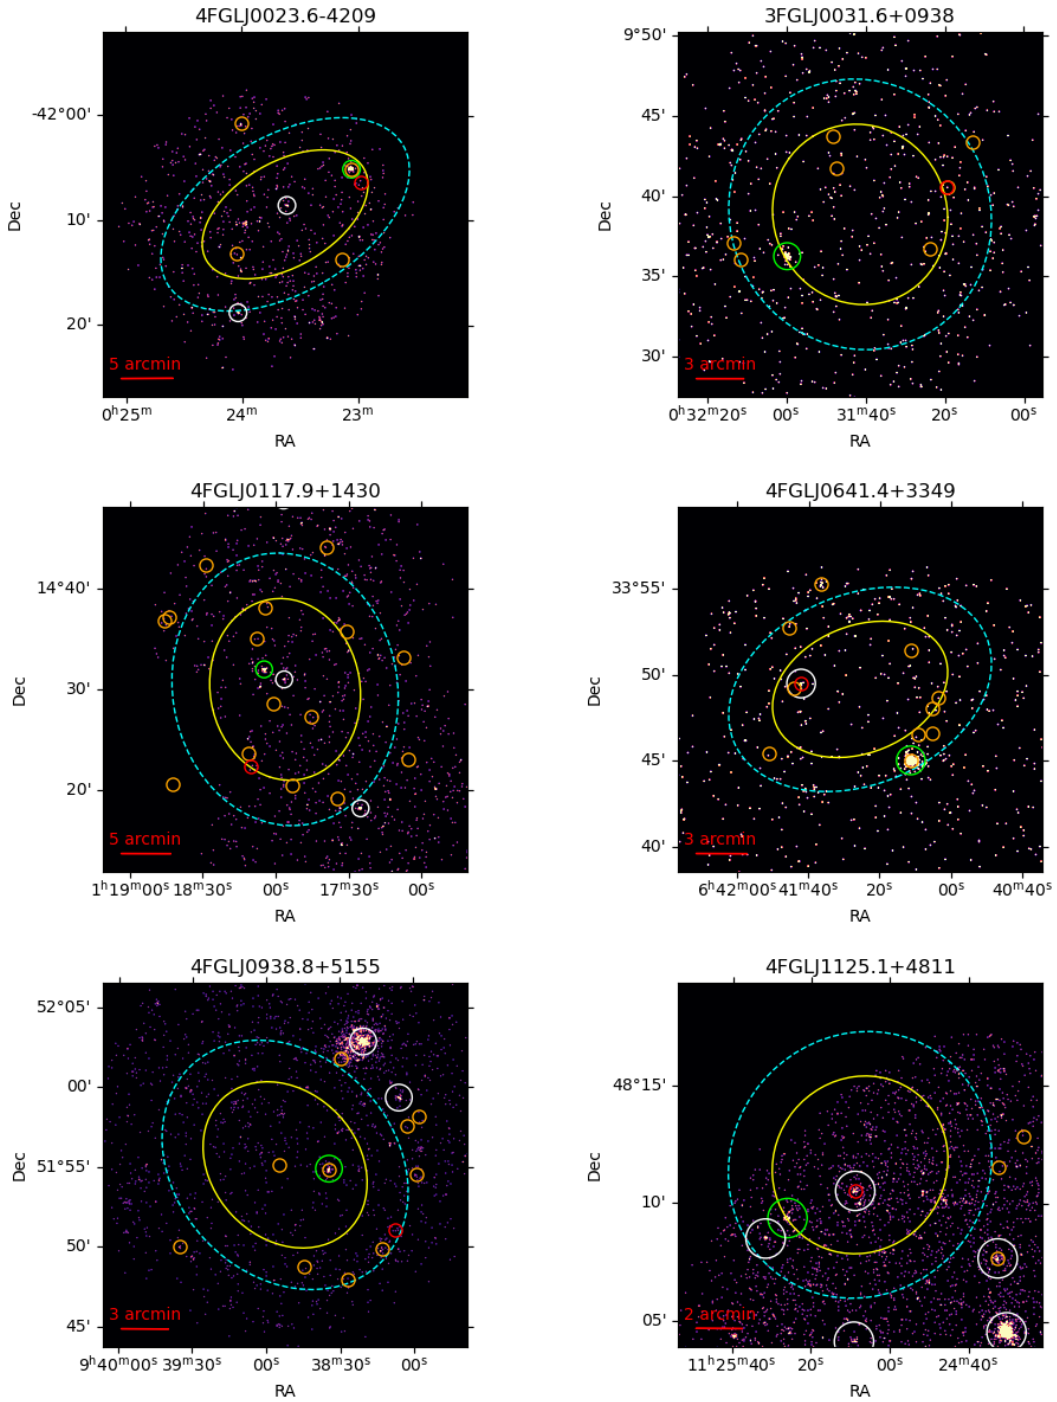 4FGLJ0023.6-4209
Dec
-42°00'
10'
20'
5 arcmin
0ʰ25ᵐ 24ᵐ 23ᵐ
RA
3FGLJ0031.6+0938
Dec
9°50'
45'
40'
35'
30'
3 arcmin
0ʰ32ᵐ20ˢ 00ˢ 31ᵐ40ˢ 20ˢ 00ˢ
RA
4FGLJ0117.9+1430
Dec
14°40'
30'
20'
5 arcmin
1ʰ19ᵐ00ˢ 18ᵐ30ˢ 00ˢ 17ᵐ30ˢ 00ˢ
RA
4FGLJ0641.4+3349
Dec
33°55'
50'
45'
40'
3 arcmin
6ʰ42ᵐ00ˢ 41ᵐ40ˢ 20ˢ 00ˢ 40ᵐ40ˢ
RA
4FGLJ0938.8+5155
Dec
52°05'
00'
51°55'
50'
45'
3 arcmin
9ʰ40ᵐ00ˢ 39ᵐ30ˢ 00ˢ 38ᵐ30ˢ 00ˢ
RA
4FGLJ1125.1+4811
Dec
48°15'
10'
05'
2 arcmin
11ʰ25ᵐ40ˢ 20ˢ 00ˢ 24ᵐ40ˢ
RA